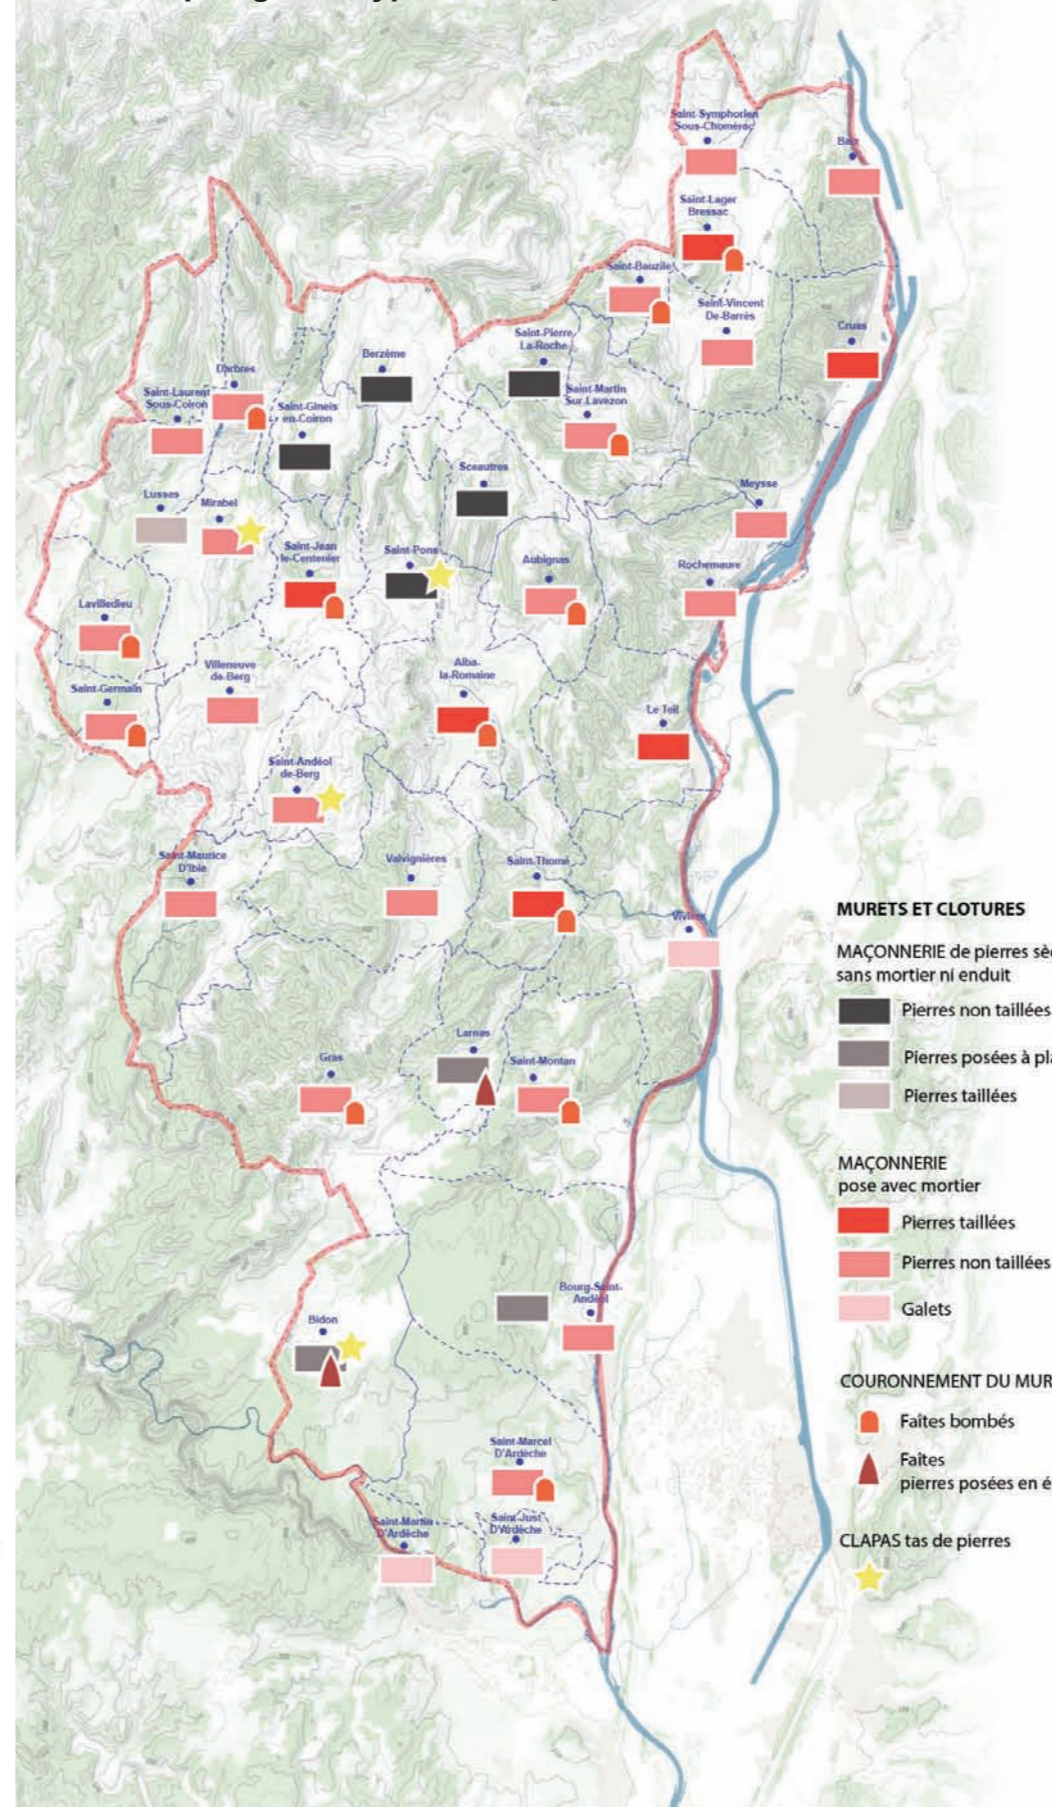 Saint-Symphorien
Sous-Chomérac
Baix
Saint-Lager
Bressac
Saint-Bauzile
Saint-Vincent
De-Barrès
Cruas
Saint-Pierre
La-Roche
Berzème
Darbres
Saint-Laurent
Sous-Coiron
Saint-Gineis
en-Coiron
Saint-Martin
Sur-Lavezon
Sceautres
Meysse
Lussas
Mirabel
Saint-Jean
le-Centenier
Saint-Pons
Aubignas
Rochemaure
Lavilledieu
Saint-Germain
Villeneuve
de-Berg
Alba-
la-Romaine
Le Teil
Saint-Andéol
de-Berg
Saint-Maurice
D'Ibie
Valvignières
Saint-Thomé
Viviers
Larnas
Gras
Saint-Montan
Bourg-Saint-
Andéol
Bidon
Saint-Marcel
D'Ardèche
Saint-Martin
D'Ardèche
Saint-Just
D'Ardèche
MURETS ET CLOTURES
MAÇONNERIE de pierres sè
sans mortier ni enduit
Pierres non taillées
Pierres posées à pla
Pierres taillées
MAÇONNERIE
pose avec mortier
Pierres taillées
Pierres non taillées
Galets
COURONNEMENT DU MUR
Faîtes bombés
Faîtes
pierres posées en é
CLAPAS tas de pierres